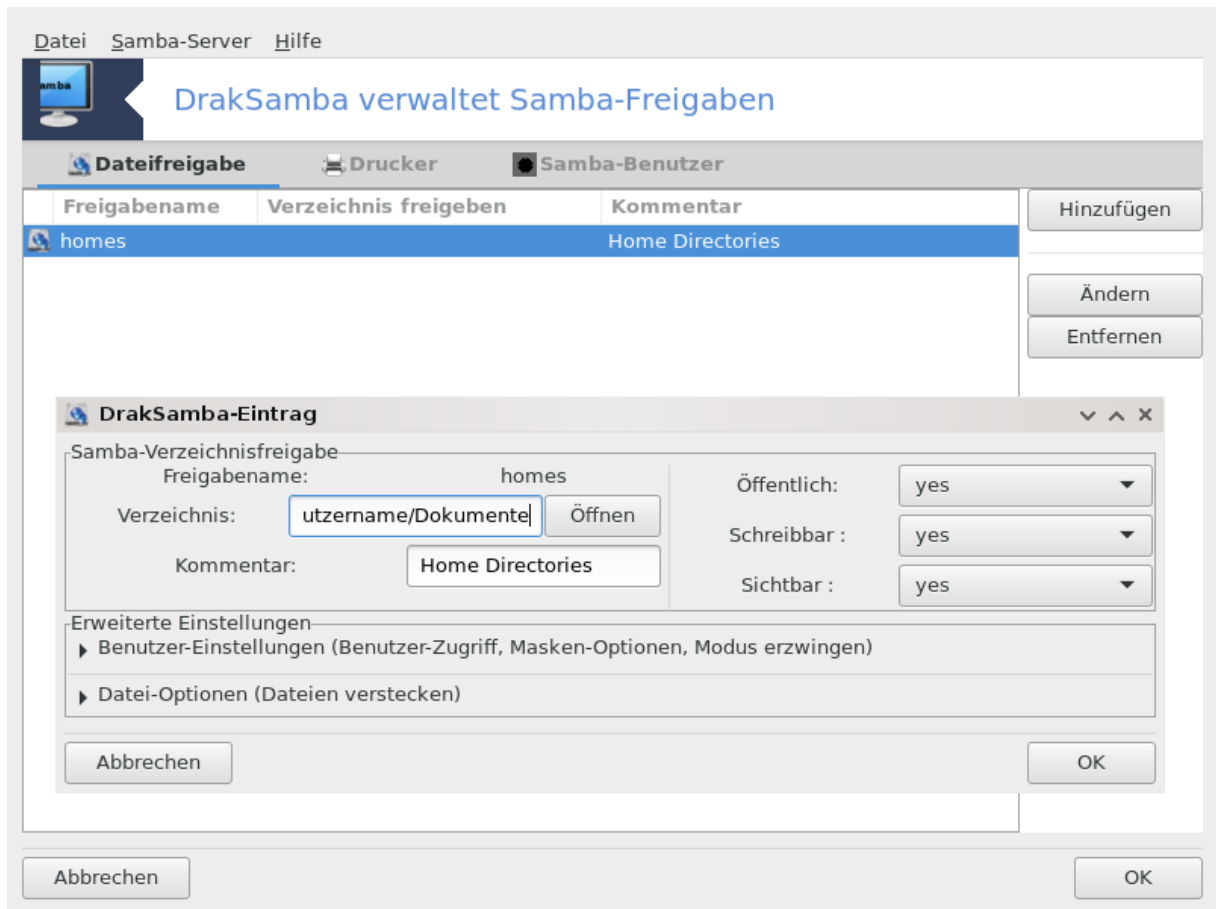 Datei Samba-Server Hilfe
amba
DrakSamba verwaltet Samba-Freigaben
Dateifreigabe Drucker Samba-Benutzer
Freigabename Verzeichnis freigeben Kommentar
Hinzufügen
homes Home Directories
Ändern
Entfernen
DrakSamba-Eintrag
Samba-Verzeichnisfreigabe
Freigabename: homes
Öffentlich: yes
Verzeichnis: utzername/Dokumente Öffnen
Schreibbar : yes
Kommentar: Home Directories
Sichtbar : yes
Erweiterte Einstellungen
Benutzer-Einstellungen (Benutzer-Zugriff, Masken-Optionen, Modus erzwingen)
Datei-Optionen (Dateien verstecken)
Abbrechen OK
Abbrechen OK